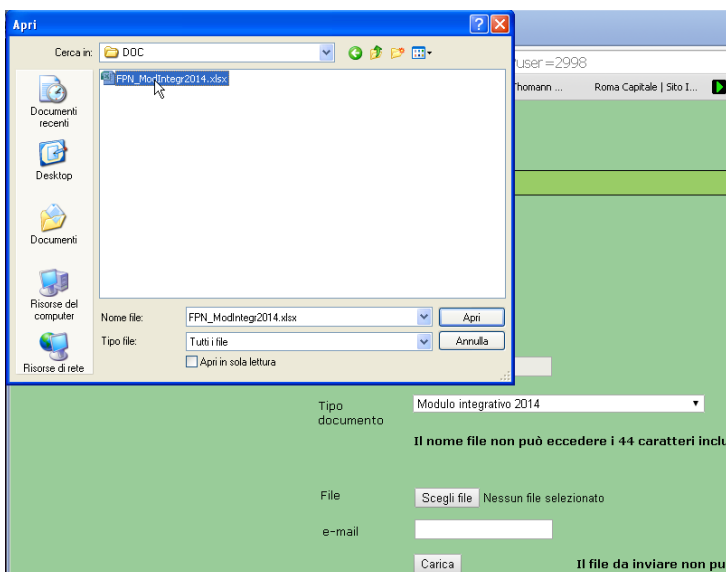 Apri
Cerca in: DOC
user=2998
FPN_ModIntegr2014.xlsx
Thomann ... Roma Capitale | Sito I...
Documenti
recenti
Desktop
Documenti
Risorse del
computer
Risorse di rete
Nome file: FPN_ModIntegr2014.xlsx Apri
Tipo file: Tutti i file Annulla
Apri in sola lettura
Tipo
documento
Modulo integrativo 2014
Il nome file non può eccedere i 44 caratteri inclu
File Scegli file Nessun file selezionato
e-mail
Carica Il file da inviare non pu